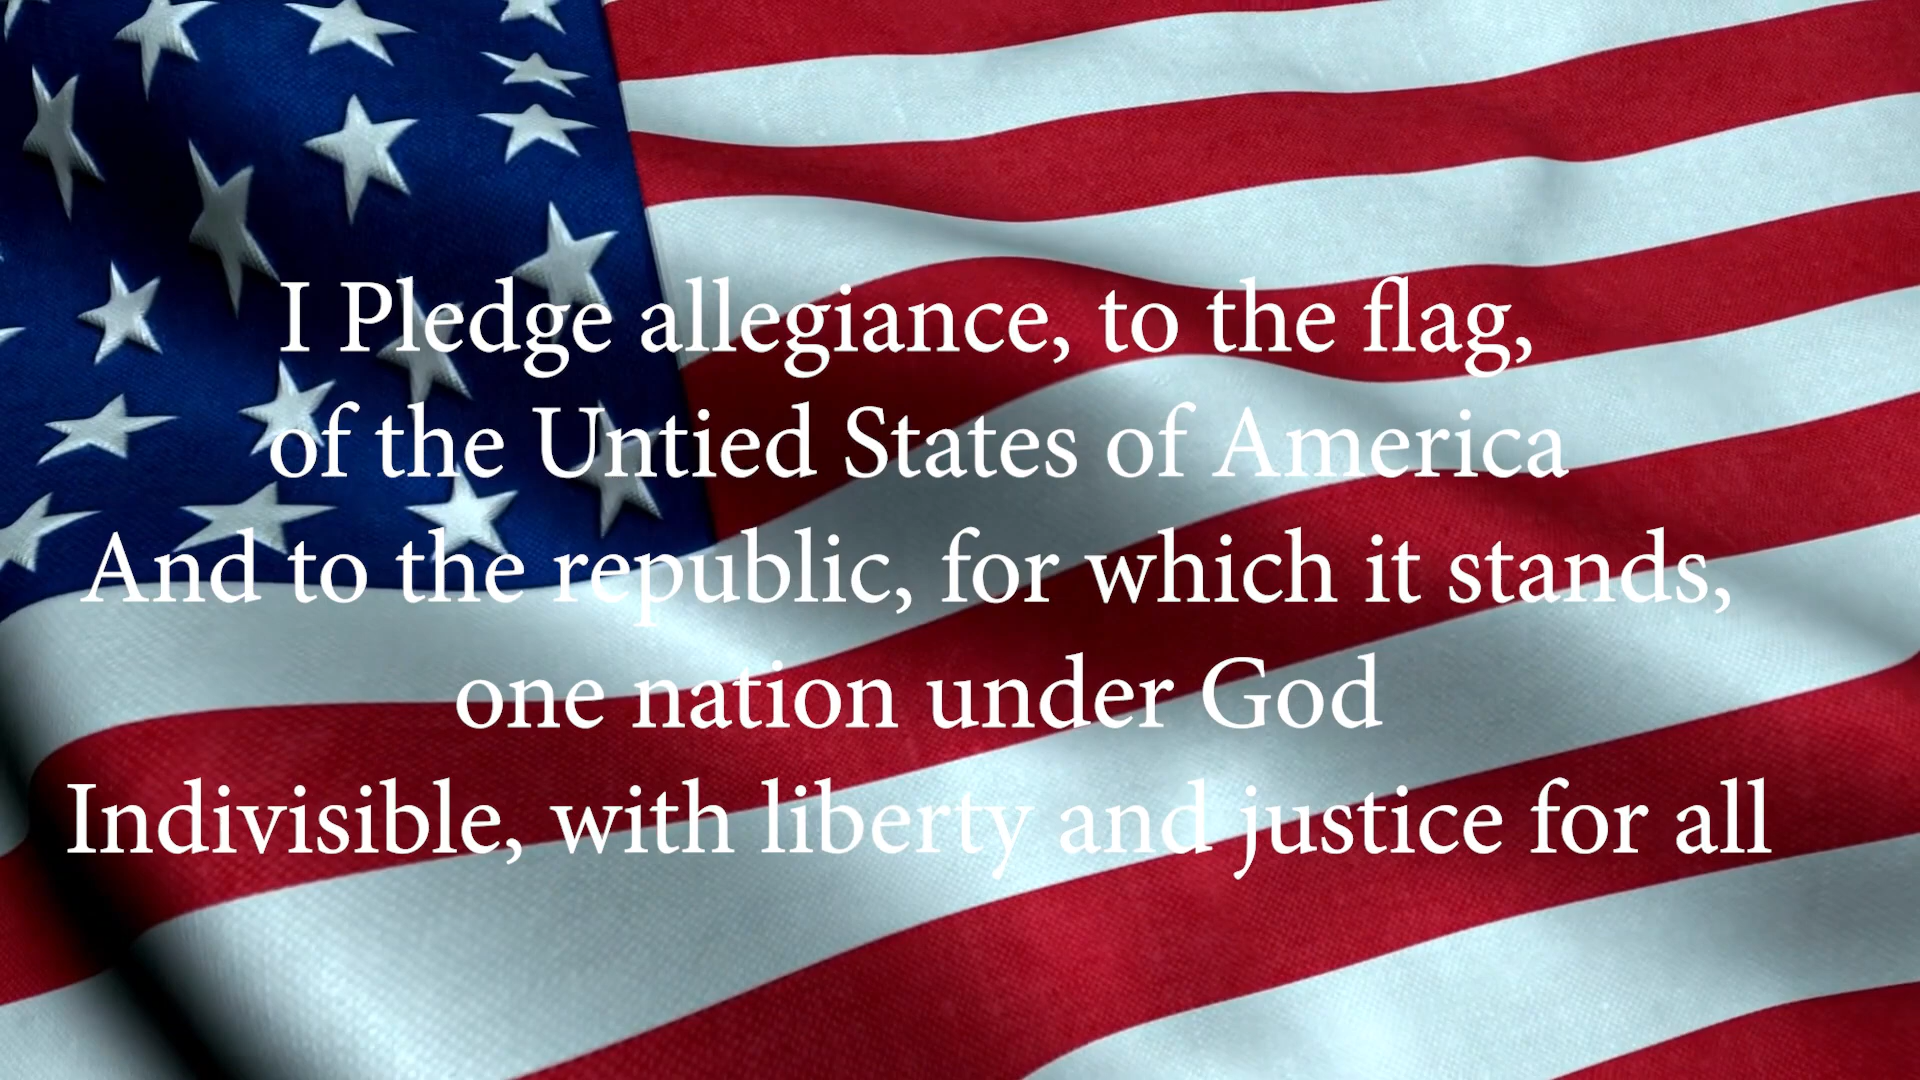 I Pledge allegiance, to the flag,
of the Untied States of America
And to the republic, for which it stands,
one nation under God
Indivisible, with liberty and justice for all